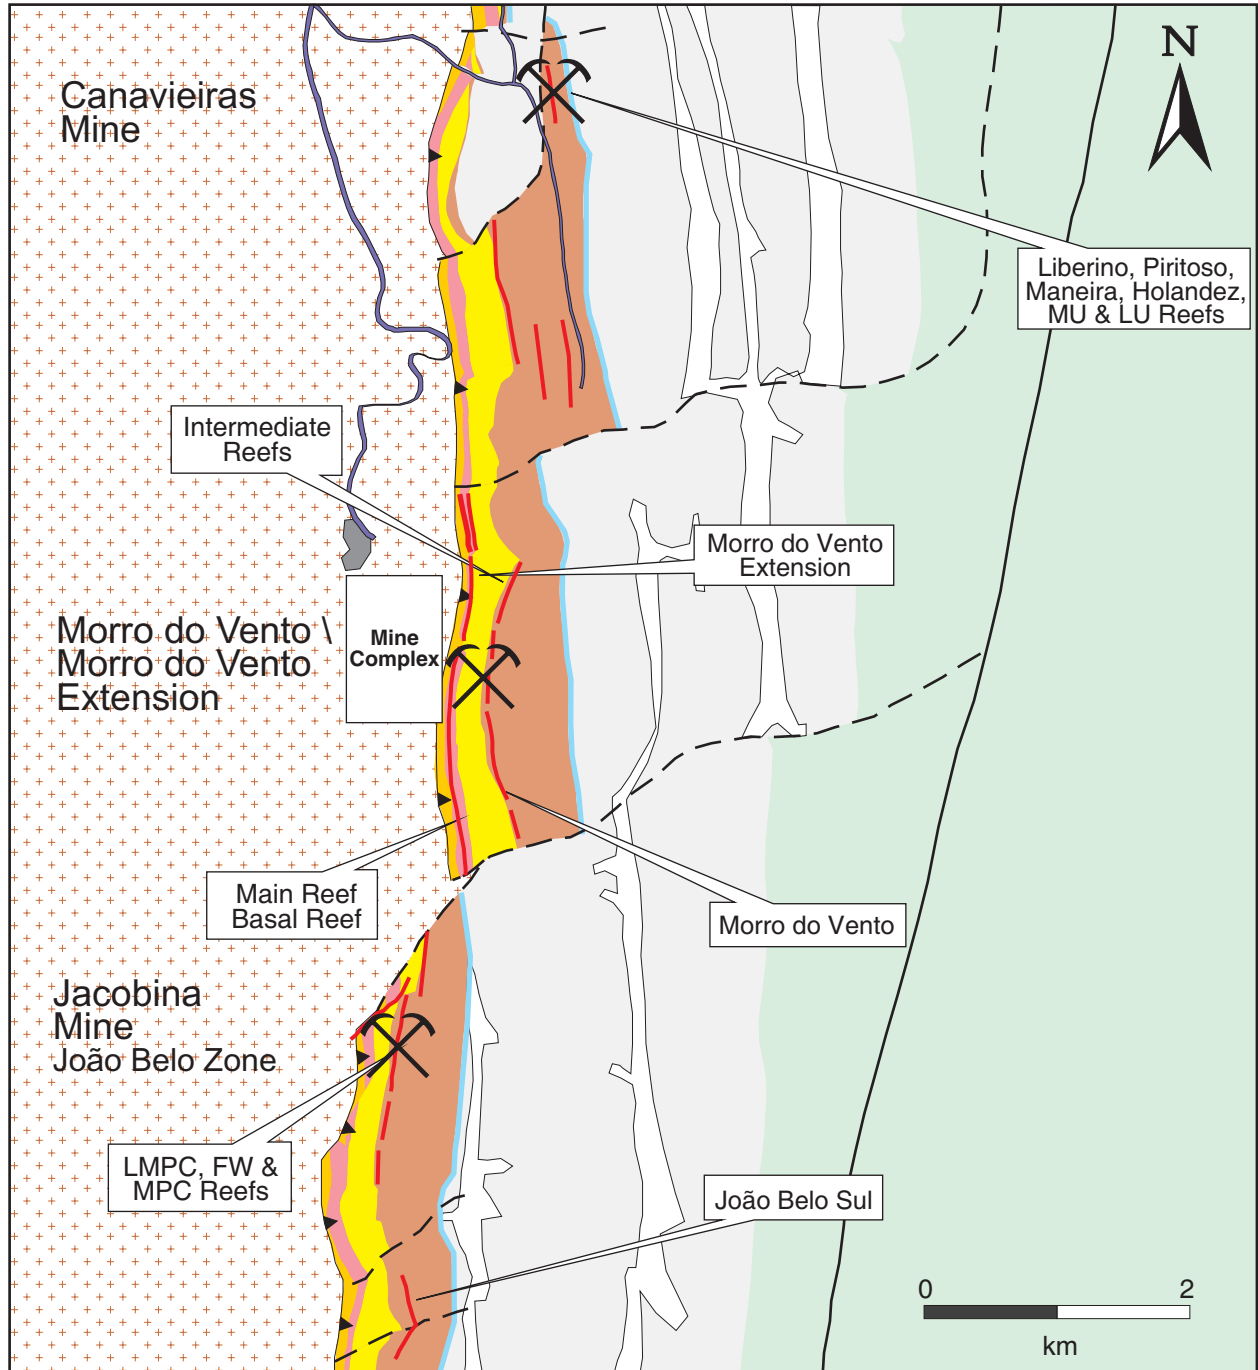 N
Canavieiras
Mine
Liberino, Piritoso,
Maneira, Holandez,
MU & LU Reefs
Intermediate
Reefs
Morro do Vento
Extension
Morro do Vento \
Morro do Vento
Extension
Mine
Complex
Main Reef
Basal Reef
Morro do Vento
Jacobina
Mine
João Belo Zone
LMPC, FW &
MPC Reefs
João Belo Sul
0 2
km